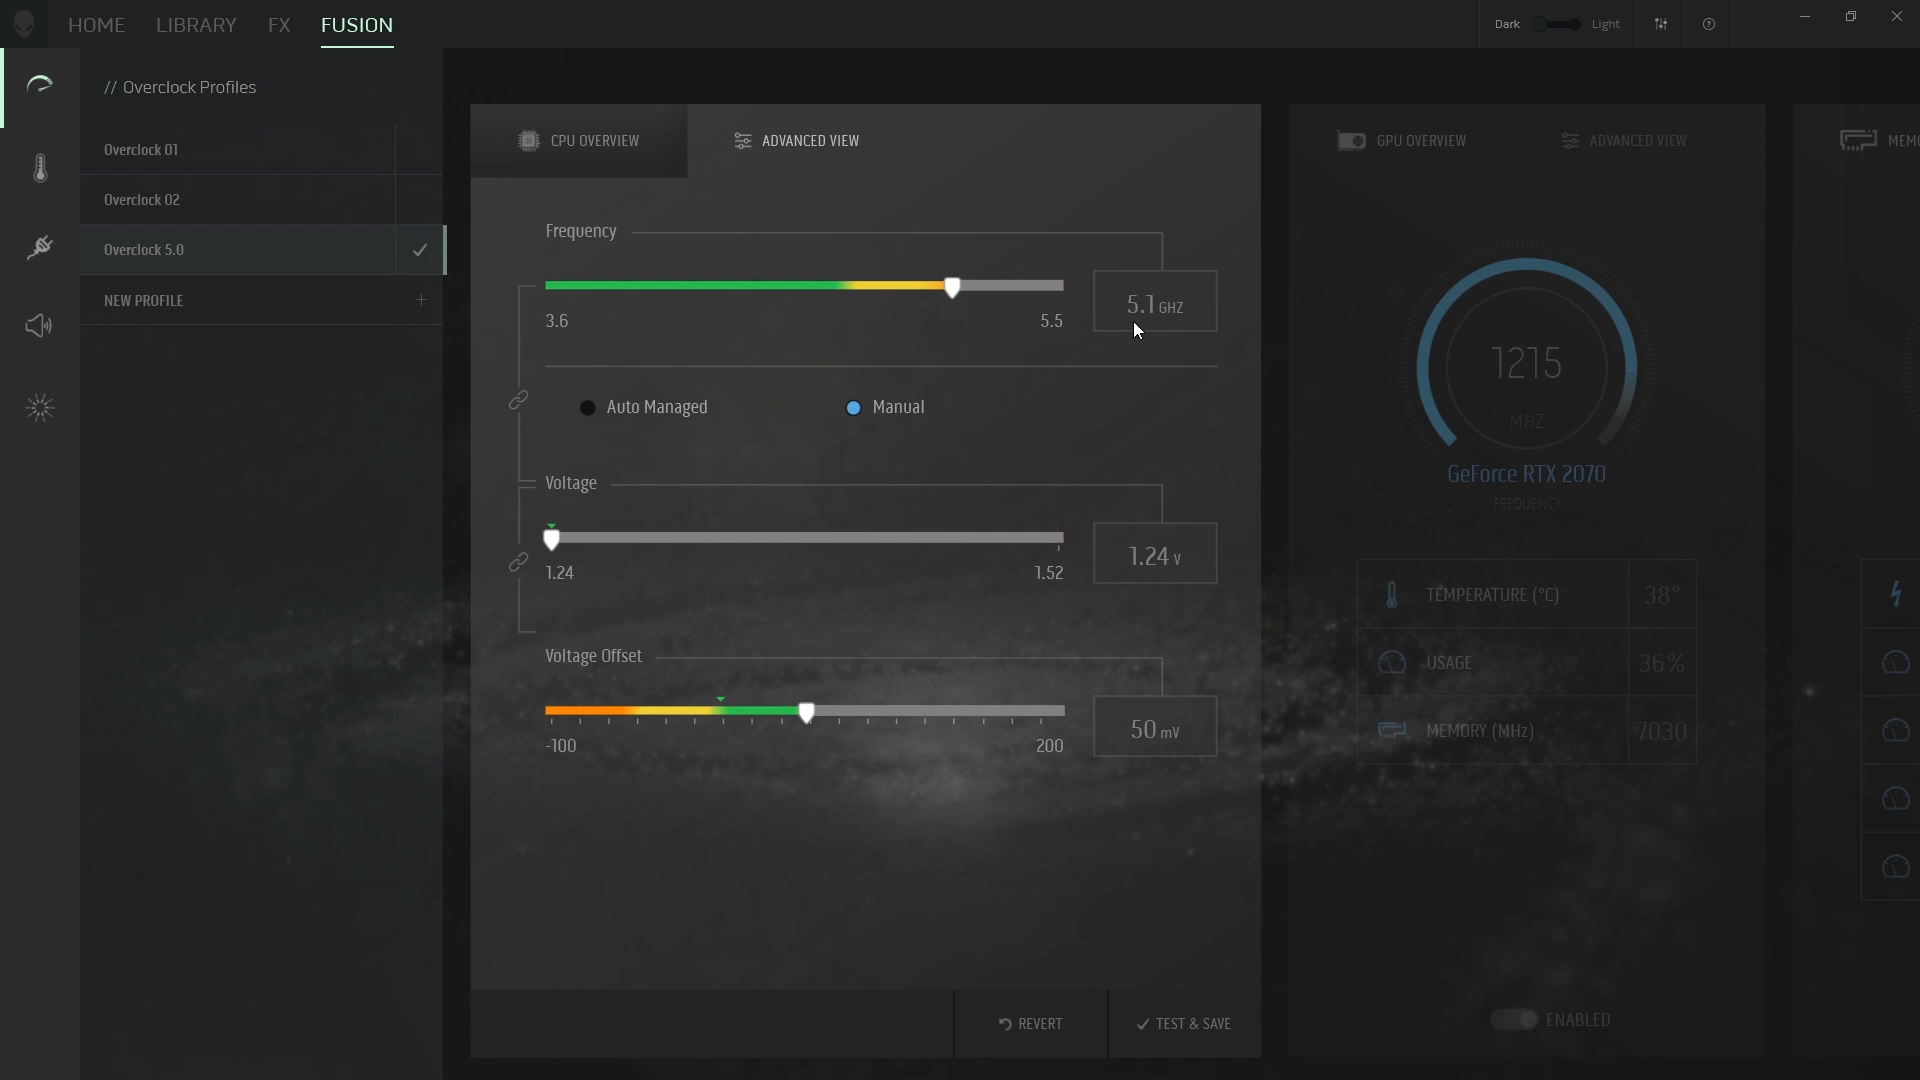 HOME LIBRARY FX FUSION
Dark Light
// Overclock Profiles
Overclock 01
Overclock 02
Overclock 5.0
NEW PROFILE +
CPU OVERVIEW ADVANCED VIEW
Frequency
5.1 GHZ
3.6 5.5
Auto Managed Manual
Voltage
1.24 V
1.24 1.52
Voltage Offset
50 mV
-100 200
REVERT TEST & SAVE
GPU OVERVIEW ADVANCED VIEW
1215
MHZ
GeForce RTX 2070
FREQUENCY
TEMPERATURE (°C) 38°
USAGE 36%
MEMORY (MHz) 7030
ENABLED
MEMO